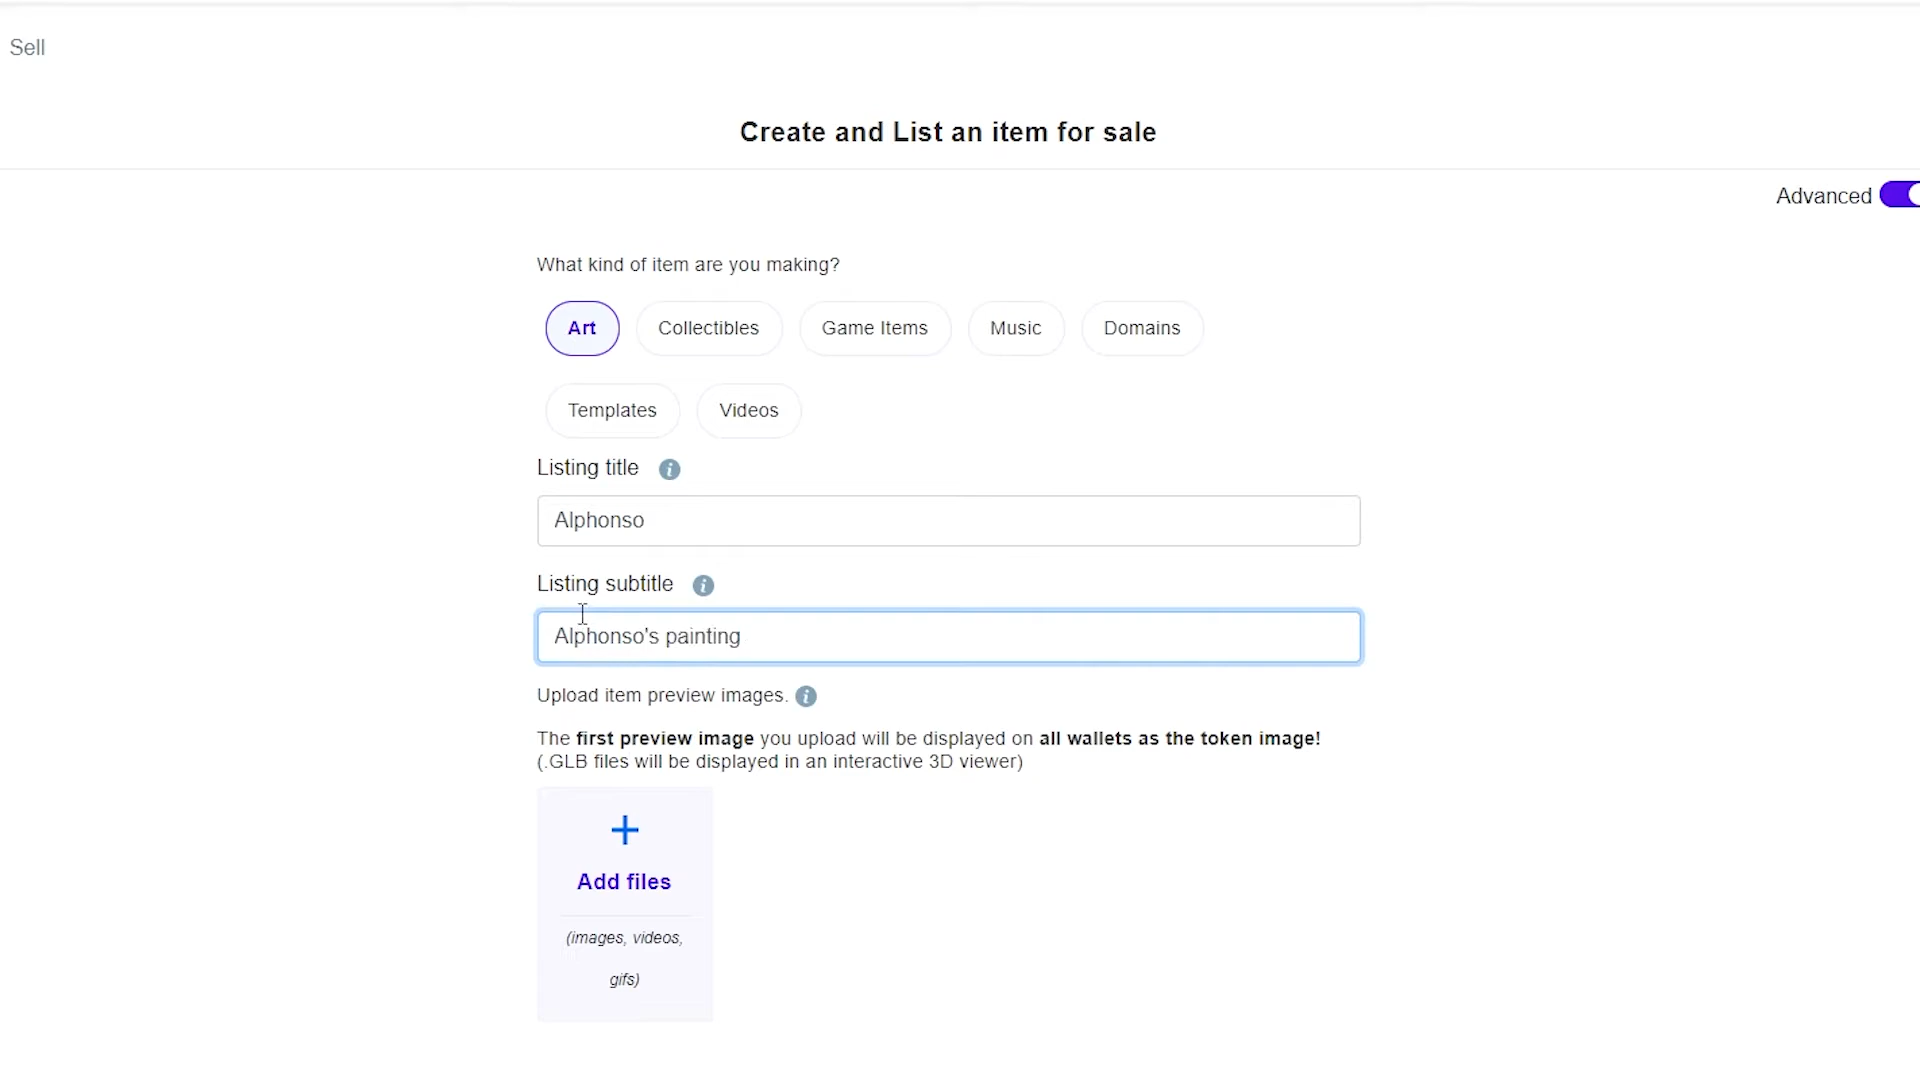 Sell
Create and List an item for sale
Advanced
What kind of item are you making?
Art Collectibles Game Items Music Domains
Templates Videos
Listing title i
Alphonso
Listing subtitle i
Alphonso's painting
Upload item preview images. i
The first preview image you upload will be displayed on all wallets as the token image!
(.GLB files will be displayed in an interactive 3D viewer)
+
Add files
(images, videos,
gifs)